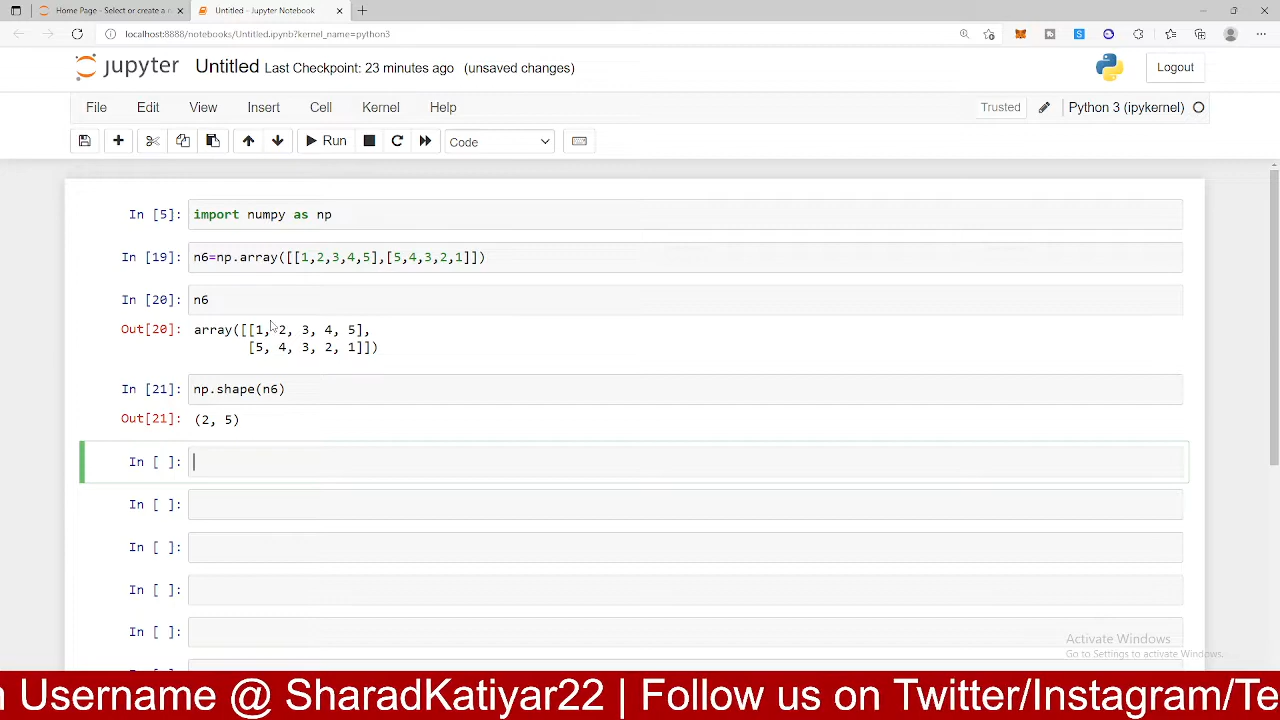 Home Page - Select or create a n
Untitled - Jupyter Notebook
localhost:8888/notebooks/Untitled.ipynb?kernel_name=python3
jupyter Untitled Last Checkpoint: 23 minutes ago (unsaved changes)
Logout
File Edit View Insert Cell Kernel Help
Trusted
Python 3 (ipykernel)
Run
Code
In [5]: import numpy as np
In [19]: n6=np.array([[1,2,3,4,5],[5,4,3,2,1]])
In [20]: n6
Out[20]: array([[1, 2, 3, 4, 5],
[5, 4, 3, 2, 1]])
In [21]: np.shape(n6)
Out[21]: (2, 5)
In [ ]:
In [ ]:
In [ ]:
In [ ]:
In [ ]:
Activate Windows
Go to Settings to activate Windows.
n Username @ SharadKatiyar22 | Follow us on Twitter/Instagram/Te